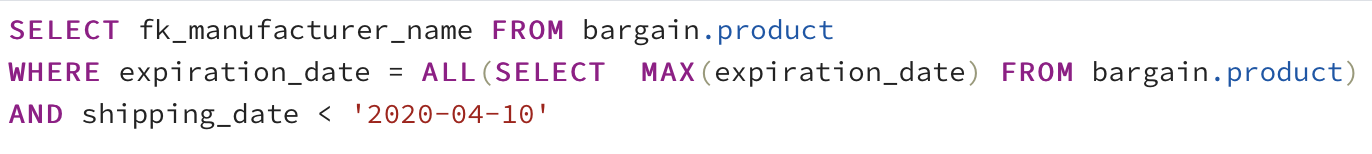 SELECT fk_manufacturer_name FROM bargain.product
WHERE expiration_date = ALL(SELECT  MAX(expiration_date) FROM bargain.product)
AND shipping_date < '2020-04-10'